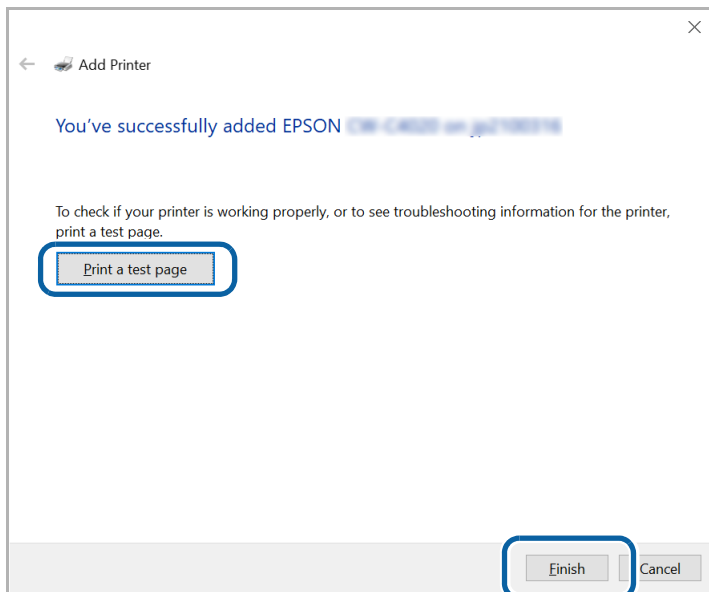 Add Printer
You've successfully added EPSON
To check if your printer is working properly, or to see troubleshooting information for the printer,
print a test page.
Print a test page
Finish
Cancel